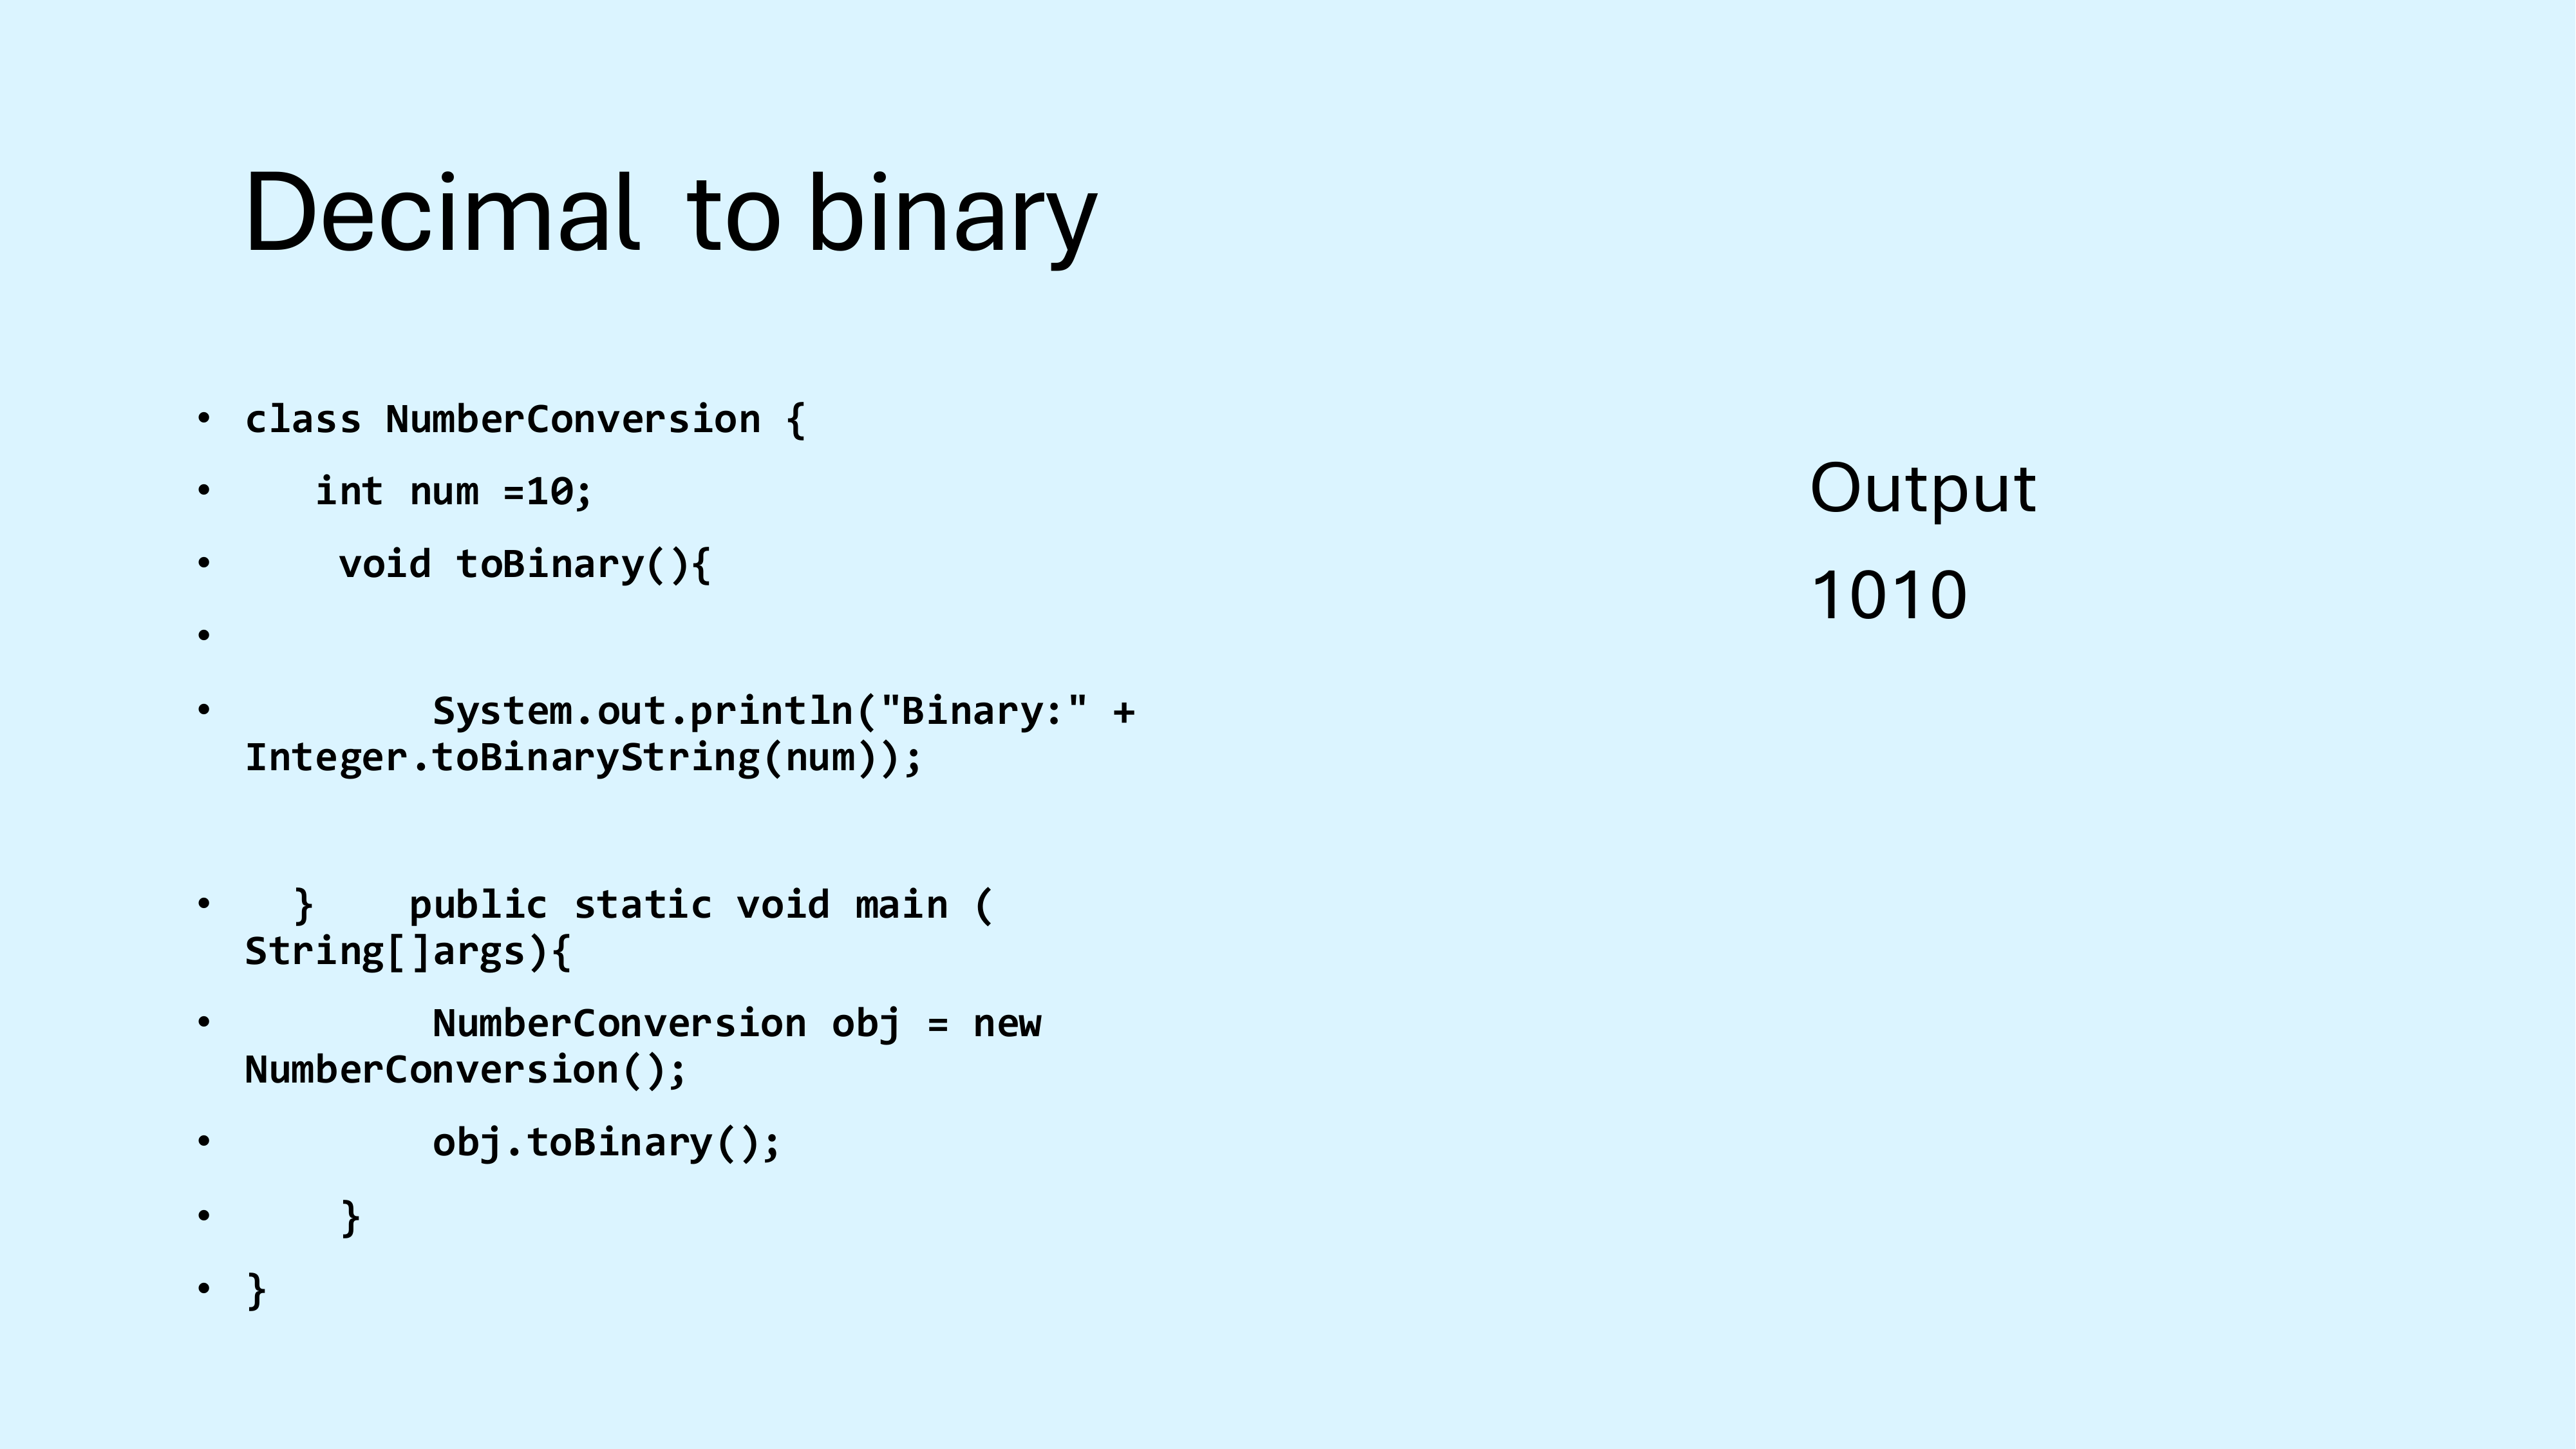 Decimal  to binary
• class NumberConversion {
•    int num =10;
•     void toBinary(){
•
•         System.out.println("Binary:" +
Integer.toBinaryString(num));
•   }    public static void main (
String[]args){
•         NumberConversion obj = new
NumberConversion();
•         obj.toBinary();
•     }
• }
Output
1010